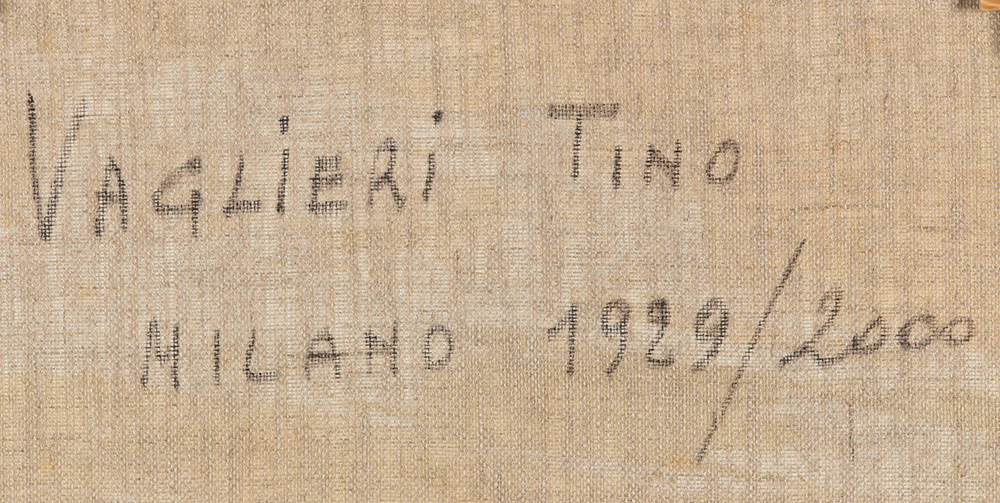 VAGLiERi TINO
MILANO 1929/2000